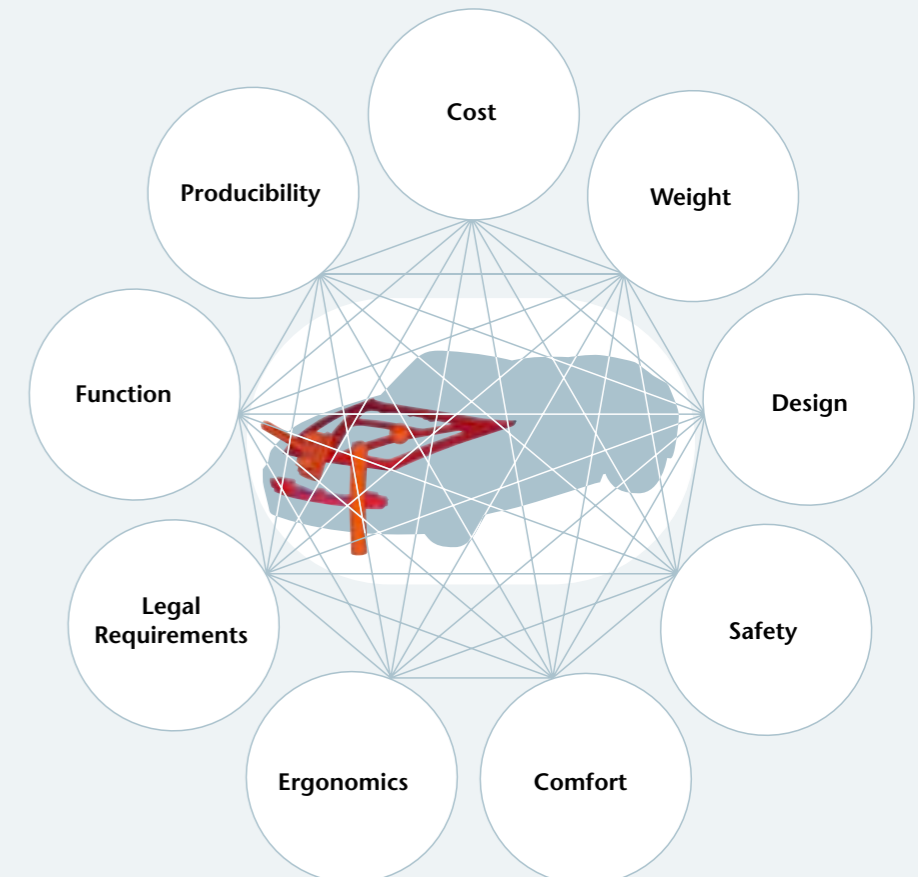 Cost
Producibility
Weight
Function
Design
Legal
Requirements
Safety
Ergonomics
Comfort